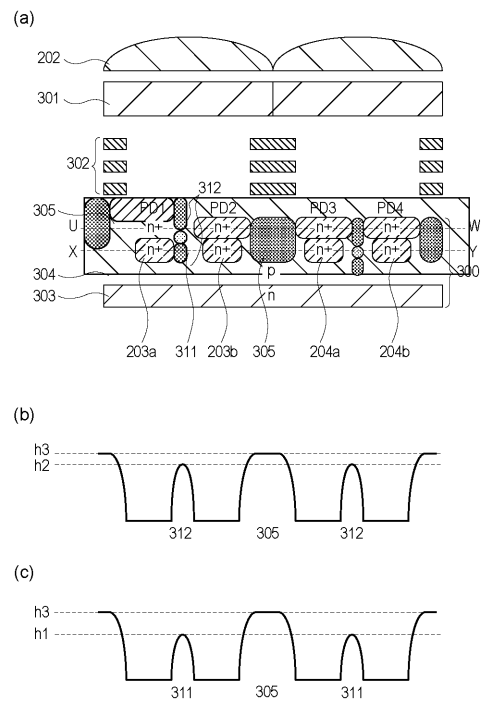 (a)
202
301
302
312
305 PD1 PD2 PD3 PD4
U n+ n+ n+ n+ W
X n+ n+ n+ n+ Y
304 p 300
303 n
203a 311 203b 305 204a 204b
(b)
h3
h2
312 305 312
(c)
h3
h1
311 305 311